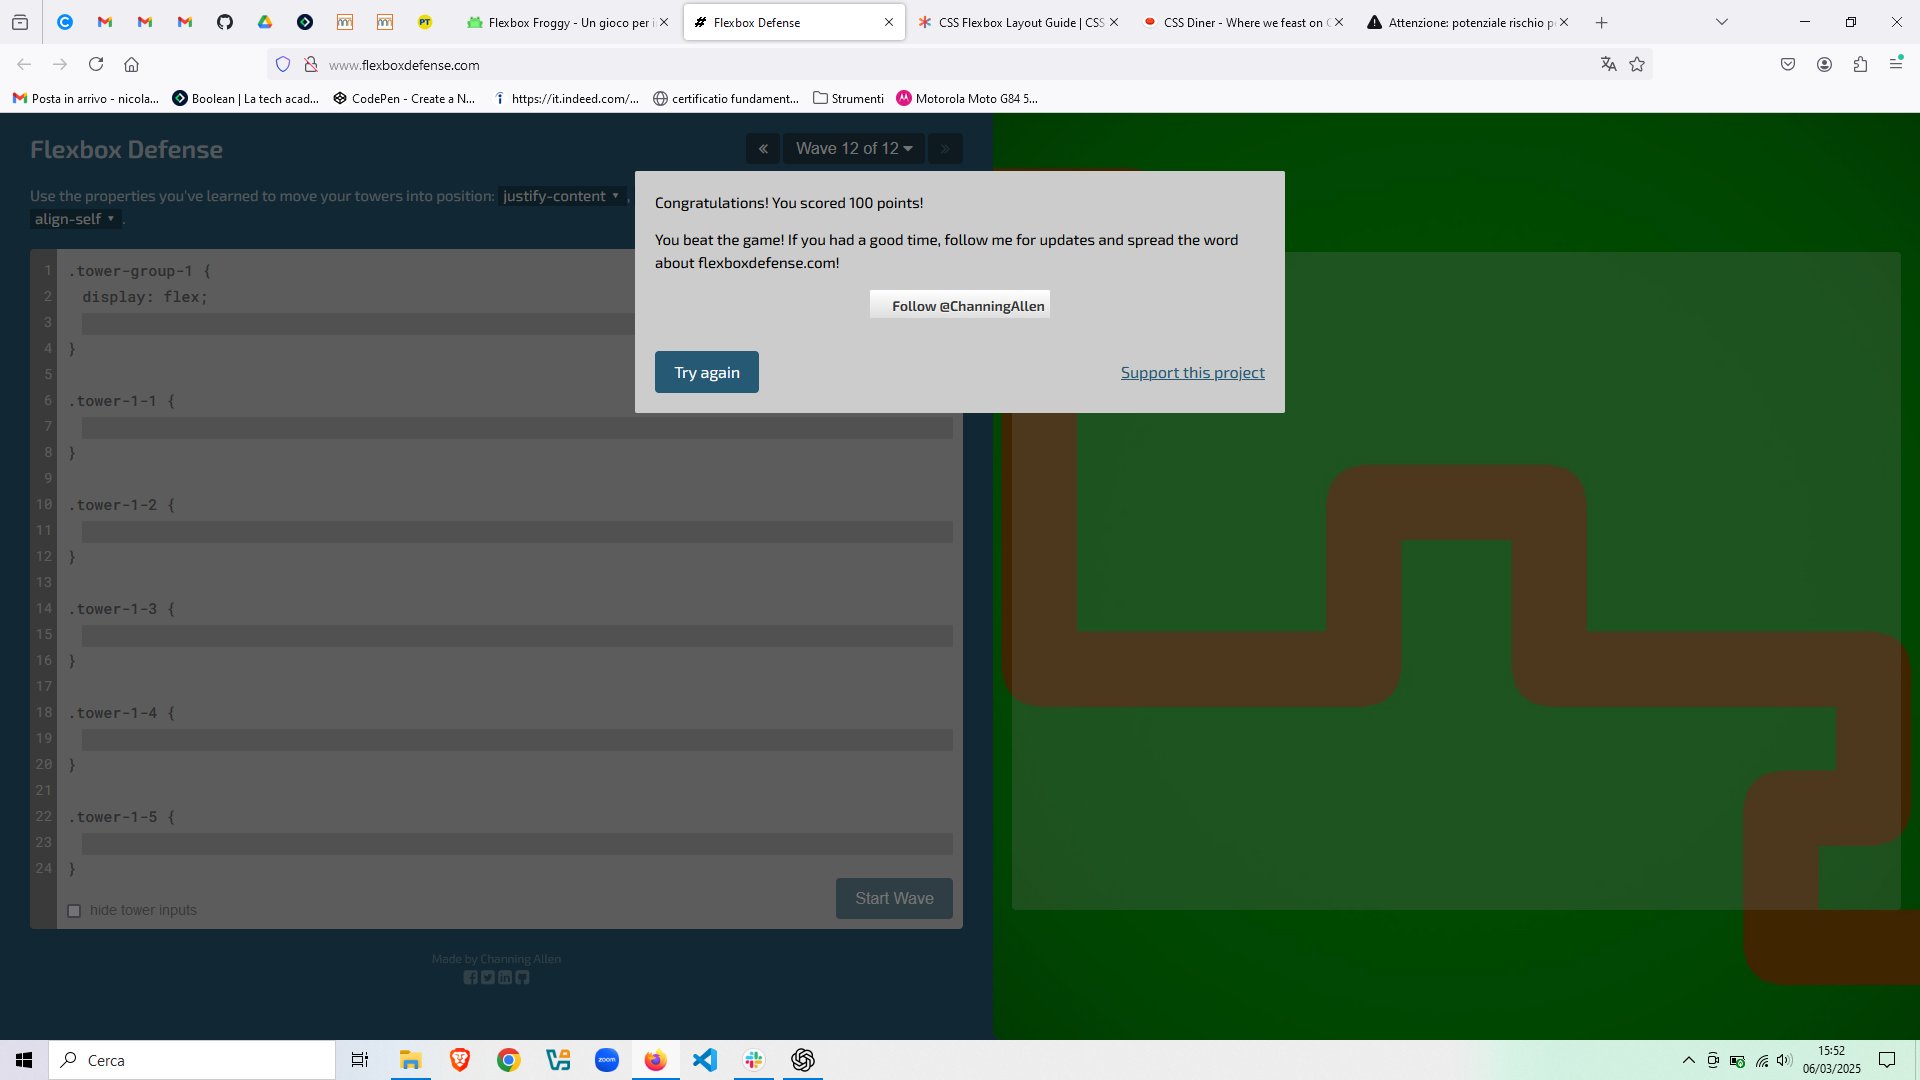 Flexbox Froggy - Un gioco per i
Flexbox Defense
CSS Flexbox Layout Guide | CSS
CSS Diner - Where we feast on C
Attenzione: potenziale rischio p
www.flexboxdefense.com
Posta in arrivo - nicola...
Boolean | La tech acad...
CodePen - Create a N...
https://it.indeed.com/...
certificatio fundament...
Strumenti
Motorola Moto G84 5...
Flexbox Defense
« Wave 12 of 12 »
Use the properties you've learned to move your towers into position: justify-content ,
align-self .
Congratulations! You scored 100 points!
You beat the game! If you had a good time, follow me for updates and spread the word
about flexboxdefense.com!
Follow @ChanningAllen
Try again
Support this project
1 .tower-group-1 {
2 display: flex;
3
4 }
5
6 .tower-1-1 {
7
8 }
9
10 .tower-1-2 {
11
12 }
13
14 .tower-1-3 {
15
16 }
17
18 .tower-1-4 {
19
20 }
21
22 .tower-1-5 {
23
24 }
hide tower inputs
Start Wave
Made by Channing Allen
Cerca
zoom
15:52
06/03/2025